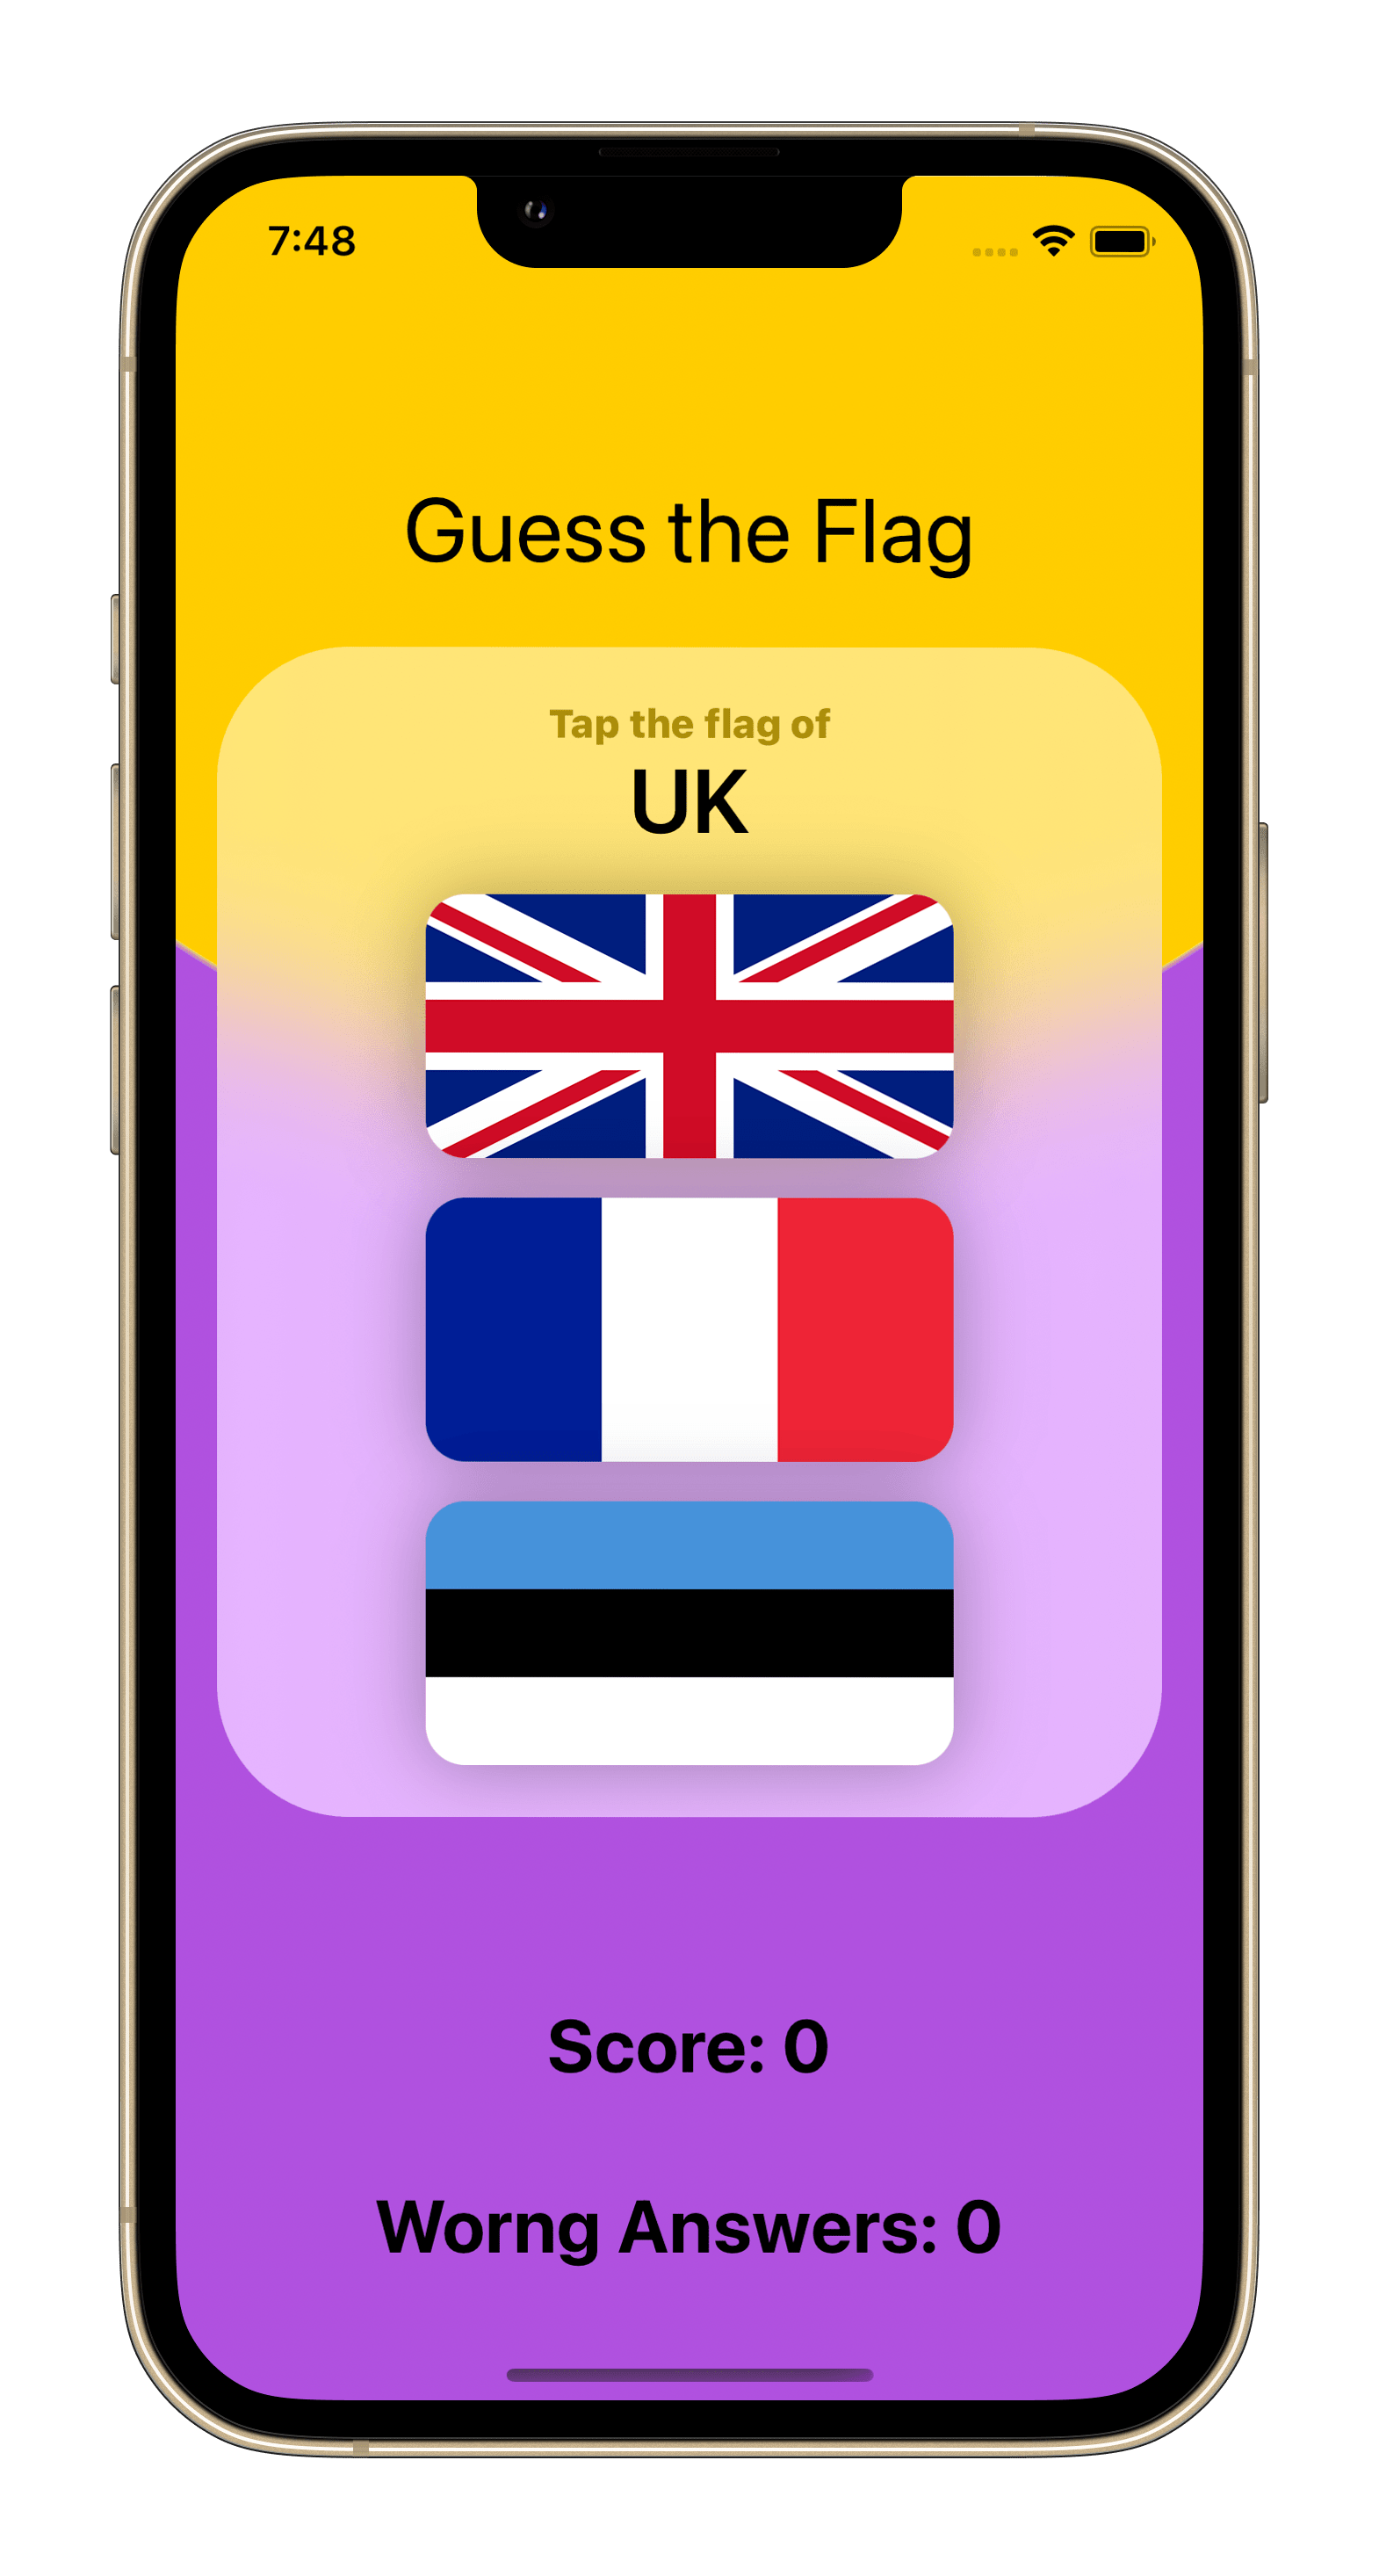 7:48
Guess the Flag
Tap the flag of
UK
Score: 0
Worng Answers: 0